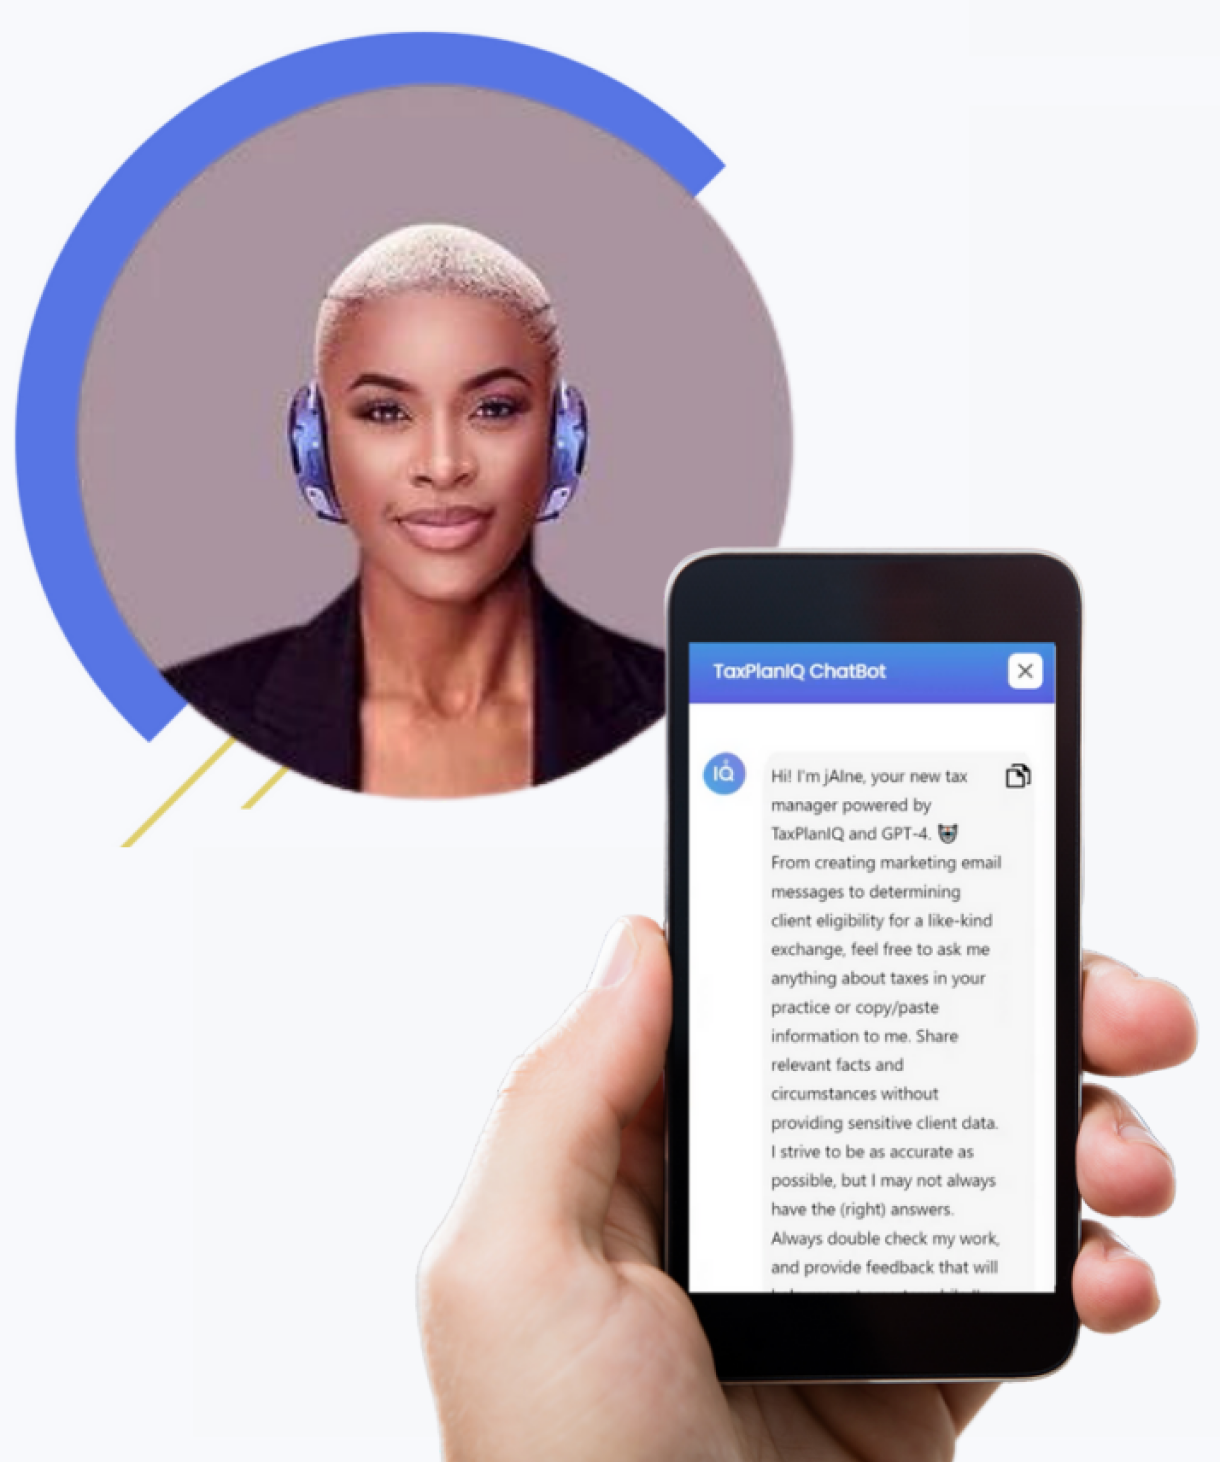 TaxPlanIQ ChatBot
IQ
Hi! I'm jAIne, your new tax
manager powered by
TaxPlanIQ and GPT-4.
From creating marketing email
messages to determining
client eligibility for a like-kind
exchange, feel free to ask me
anything about taxes in your
practice or copy/paste
information to me. Share
relevant facts and
circumstances without
providing sensitive client data.
I strive to be as accurate as
possible, but I may not always
have the (right) answers.
Always double check my work,
and provide feedback that will